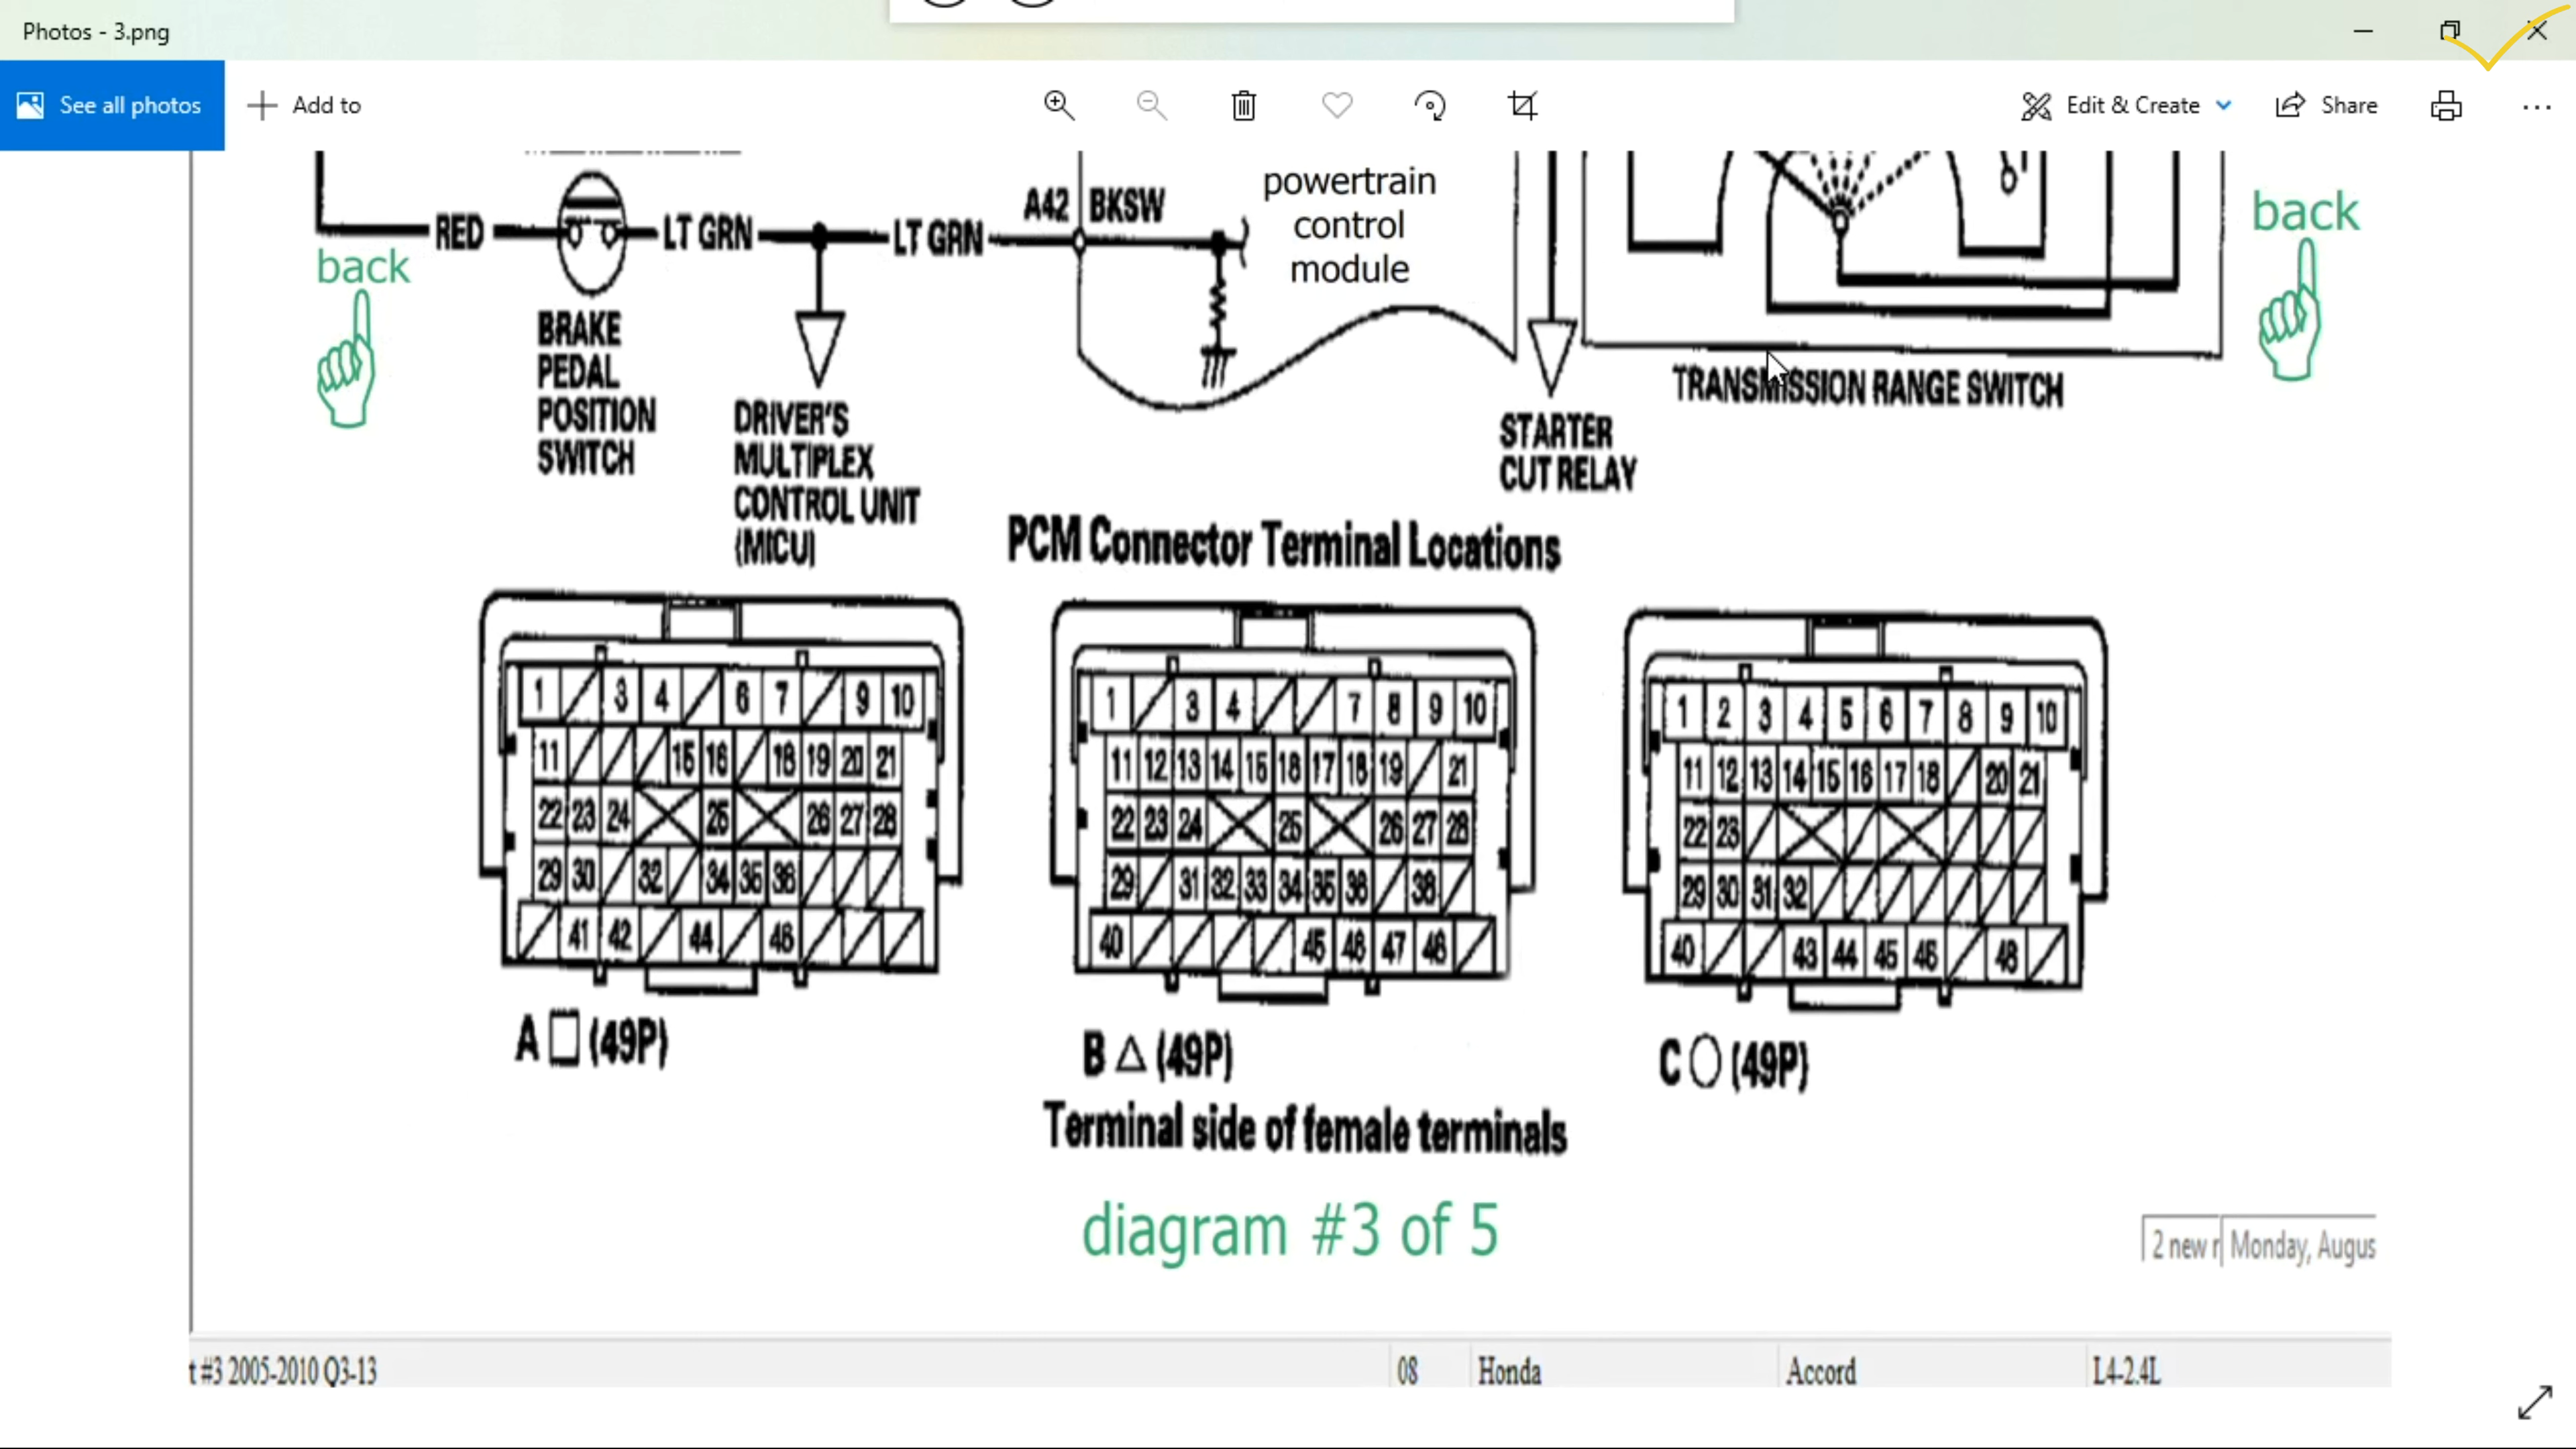 Photos - 3.png
See all photos
Add to
Edit & Create
Share
RED
LT GRN
LT GRN
A42
BKSW
powertrain
control
module
back
back
BRAKE
PEDAL
POSITION
SWITCH
DRIVER'S
MULTIPLEX
CONTROL UNIT
(MICU)
STARTER
CUT RELAY
TRANSMISSION RANGE SWITCH
PCM Connector Terminal Locations
1 3 4 6 7 9 10
11 15 16 18 19 20 21
22 23 24 25 26 27 28
29 30 32 34 35 36
41 42 44 46
A □ (49P)
1 3 4 7 8 9 10
11 12 13 14 15 16 17 18 19 21
22 23 24 25 26 27 28
29 31 32 33 34 35 36 38
40 45 46 47 48
B △ (49P)
1 2 3 4 5 6 7 8 9 10
11 12 13 14 15 16 17 18 20 21
22 23
29 30 31 32
40 43 44 45 46 48
C ○ (49P)
Terminal side of female terminals
diagram #3 of 5
2 new r
Monday, Augus
t #3 2005-2010 Q3-13
08
Honda
Accord
L4-2.4L